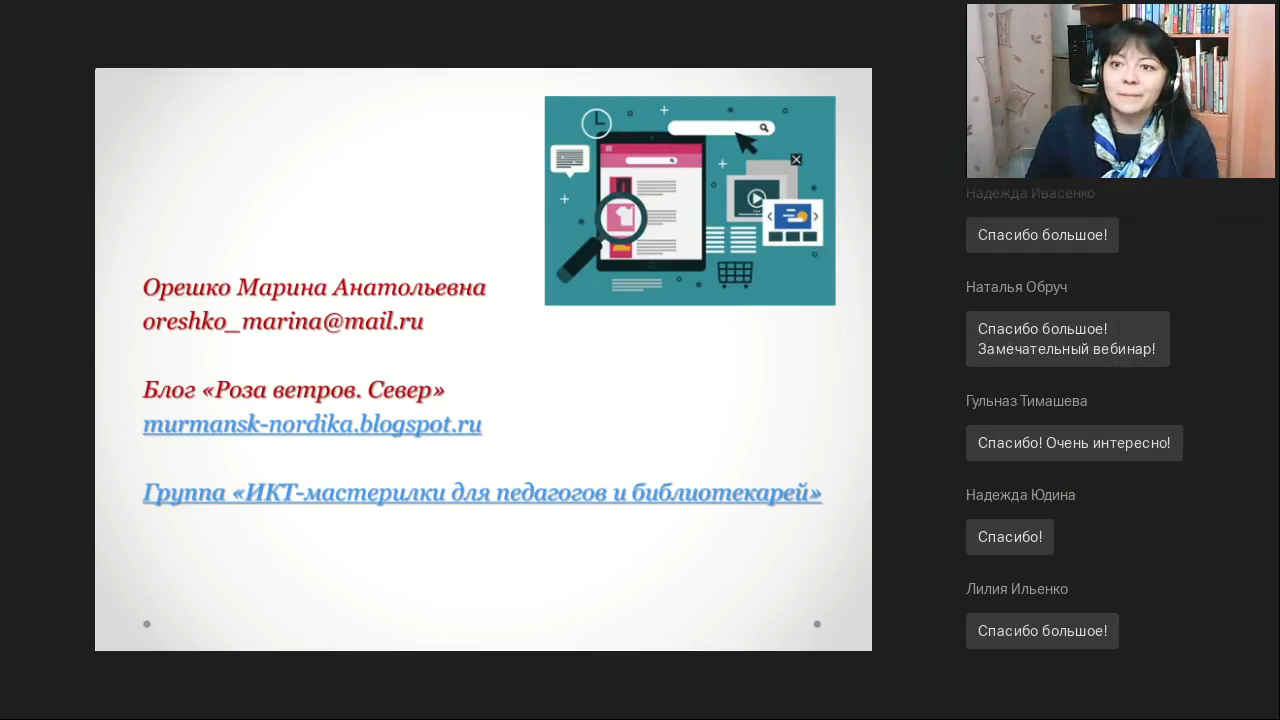 Орешко Марина Анатольевна
oreshko_marina@mail.ru
Блог «Роза ветров. Север»
murmansk-nordika.blogspot.ru
Группа «ИКТ-мастерилки для педагогов и библиотекарей»
Надежда Ивасенко
Спасибо большое!
Наталья Обруч
Спасибо большое!
Замечательный вебинар!
Гульназ Тимашева
Спасибо! Очень интересно!
Надежда Юдина
Спасибо!
Лилия Ильенко
Спасибо большое!